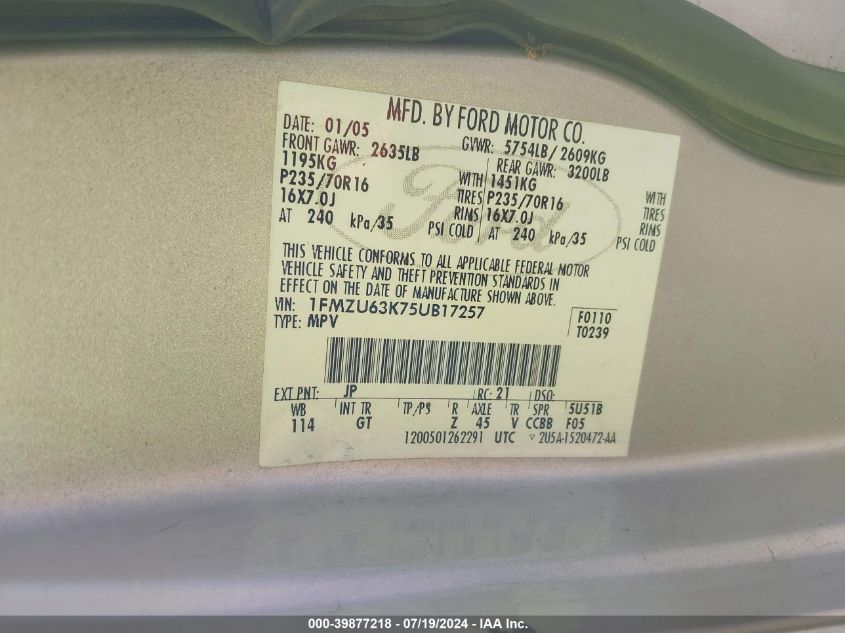 MFD. BY FORD MOTOR CO.
DATE: 01/05 GVWR: 5754LB/ 2609KG
FRONT GAWR: 2635LB REAR GAWR: 3200LB
1195KG WITH 1451KG WITH
P235/70R16 TIRES P235/70R16 TIRES
16X7.0J RIMS 16X7.0J RIMS
AT 240 kPa/35 PSI COLD AT 240 kPa/35 PSI COLD
Ford
THIS VEHICLE CONFORMS TO ALL APPLICABLE FEDERAL MOTOR
VEHICLE SAFETY AND THEFT PREVENTION STANDARDS IN
EFFECT ON THE DATE OF MANUFACTURE SHOWN ABOVE.
VIN: 1FMZU63K75UB17257 F0110
TYPE: MPV T0239
EXT PNT: JP RC: 21 DSO:
WB INT TR TP/PS R AXLE TR SPR 5U51B
114 GT Z 45 V CCBB F05
1200501262291 UTC 2U5A-1520472-AA
000-39877218 - 07/19/2024 - IAA Inc.